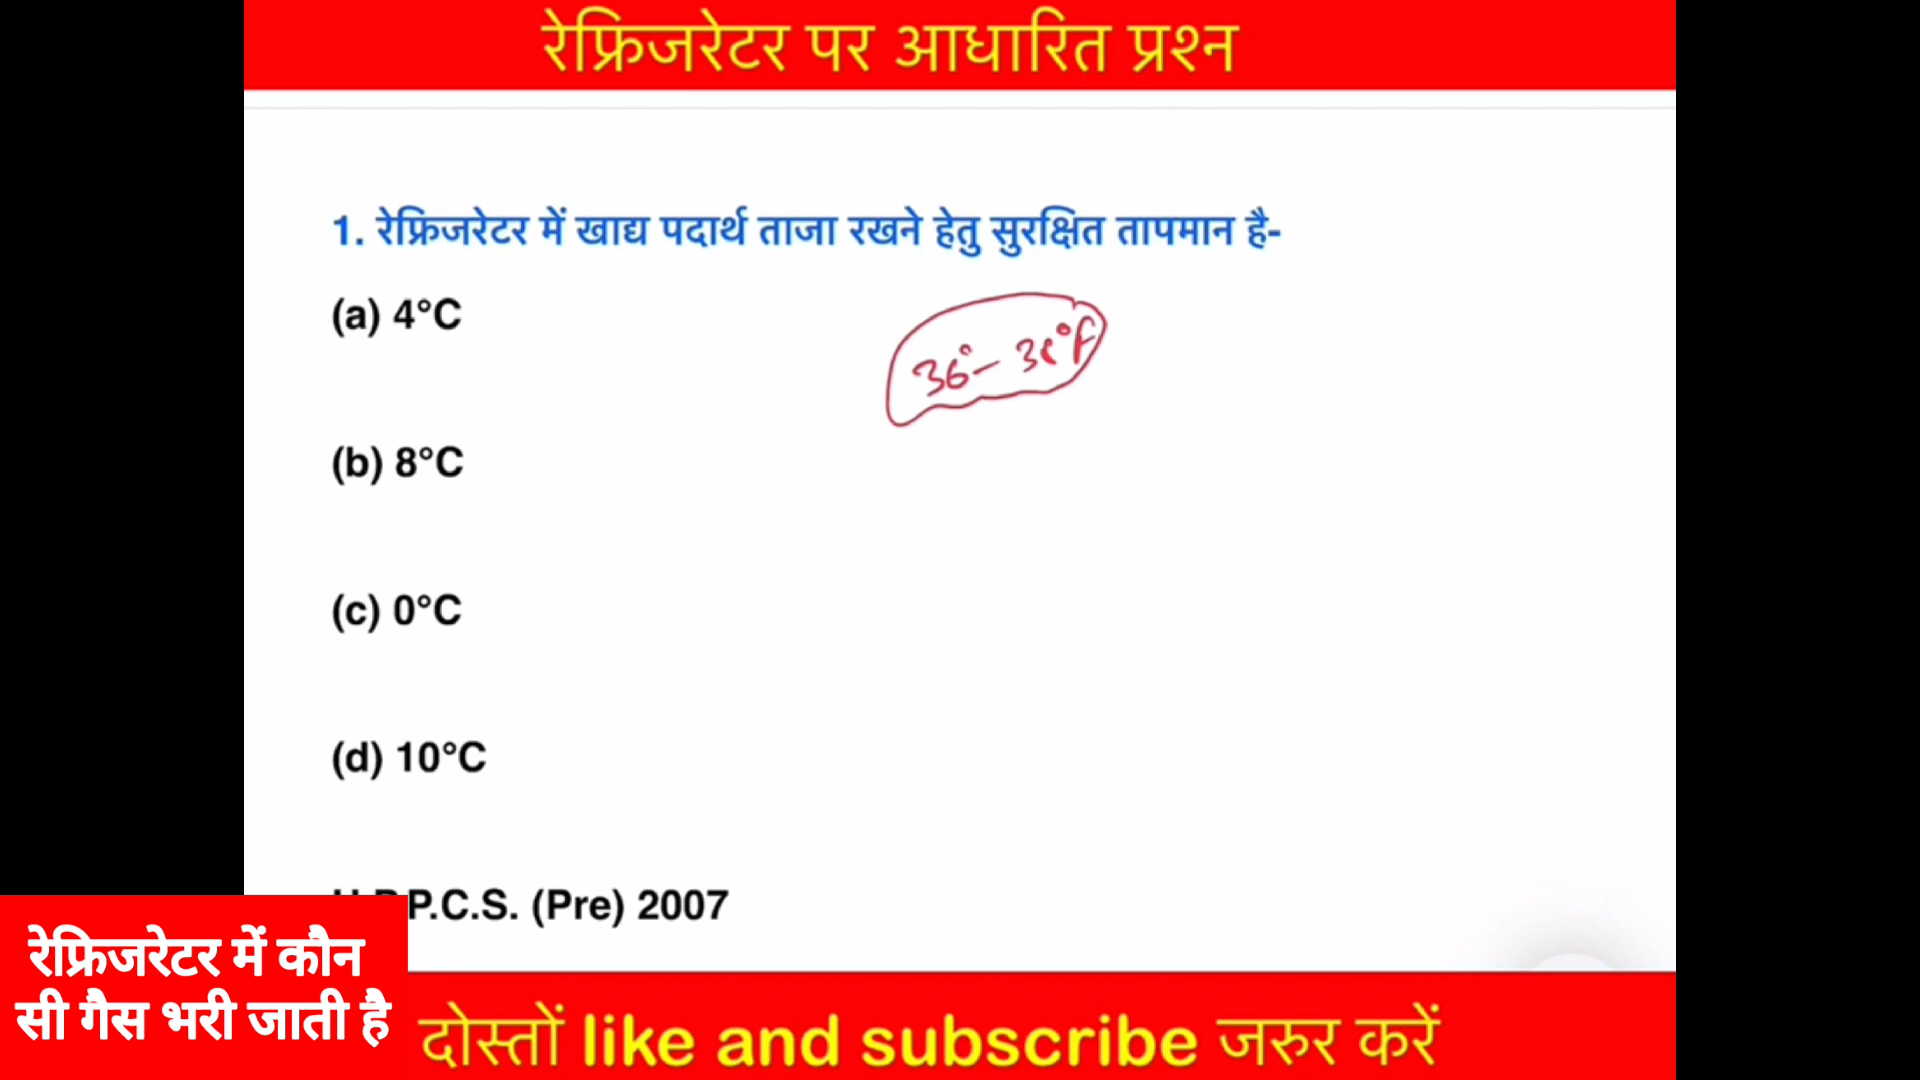 रेफ्रिजरेटर पर आधारित प्रश्न
1. रेफ्रिजरेटर में खाद्य पदार्थ ताजा रखने हेतु सुरक्षित तापमान है-
(a) 4°C
36°-
(b) 8°C
(c) 0°C
(d) 10°C
P.C.S. (Pre) 2007
रेफ्रिजरेटर में कौन
सी गैस भरी जाती है
दोस्तों like and subscribe जरुर करें